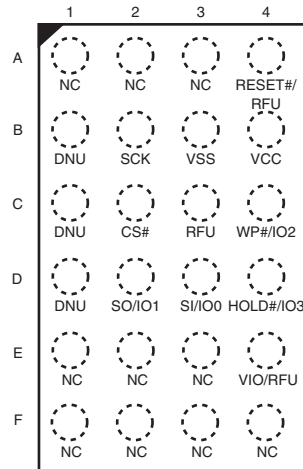 1 2 3 4
A
NC NC NC RESET#/
RFU
B
DNU SCK VSS VCC
C
DNU CS# RFU WP#/IO2
D
DNU SO/IO1 SI/IO0 HOLD#/IO3
E
NC NC NC VIO/RFU
F
NC NC NC NC